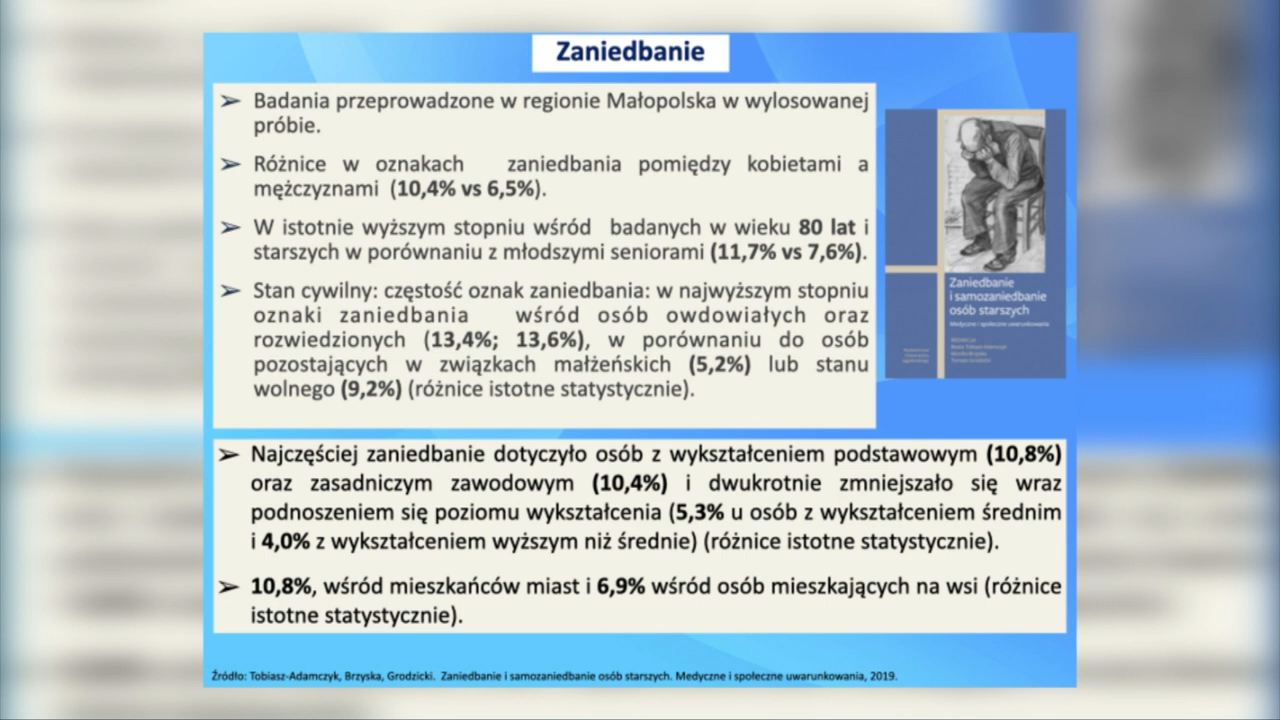 Zaniedbanie
➢ Badania przeprowadzone w regionie Małopolska w wylosowanej
próbie.
➢ Różnice w oznakach zaniedbania pomiędzy kobietami a
mężczyznami (10,4% vs 6,5%).
➢ W istotnie wyższym stopniu wśród badanych w wieku 80 lat i
starszych w porównaniu z młodszymi seniorami (11,7% vs 7,6%).
➢ Stan cywilny: częstość oznak zaniedbania: w najwyższym stopniu
oznaki zaniedbania wśród osób owdowiałych oraz
rozwiedzionych (13,4%; 13,6%), w porównaniu do osób
pozostających w związkach małżeńskich (5,2%) lub stanu
wolnego (9,2%) (różnice istotne statystycznie).
Zaniedbanie
i samozaniedbanie
osób starszych
Medyczne i społeczne uwarunkowania
➢ Najczęściej zaniedbanie dotyczyło osób z wykształceniem podstawowym (10,8%)
oraz zasadniczym zawodowym (10,4%) i dwukrotnie zmniejszało się wraz
podnoszeniem się poziomu wykształcenia (5,3% u osób z wykształceniem średnim
i 4,0% z wykształceniem wyższym niż średnie) (różnice istotne statystycznie).
➢ 10,8%, wśród mieszkańców miast i 6,9% wśród osób mieszkających na wsi (różnice
istotne statystycznie).
Źródło: Tobiasz-Adamczyk, Brzyska, Grodzicki. Zaniedbanie i samozaniedbanie osób starszych. Medyczne i społeczne uwarunkowania, 2019.